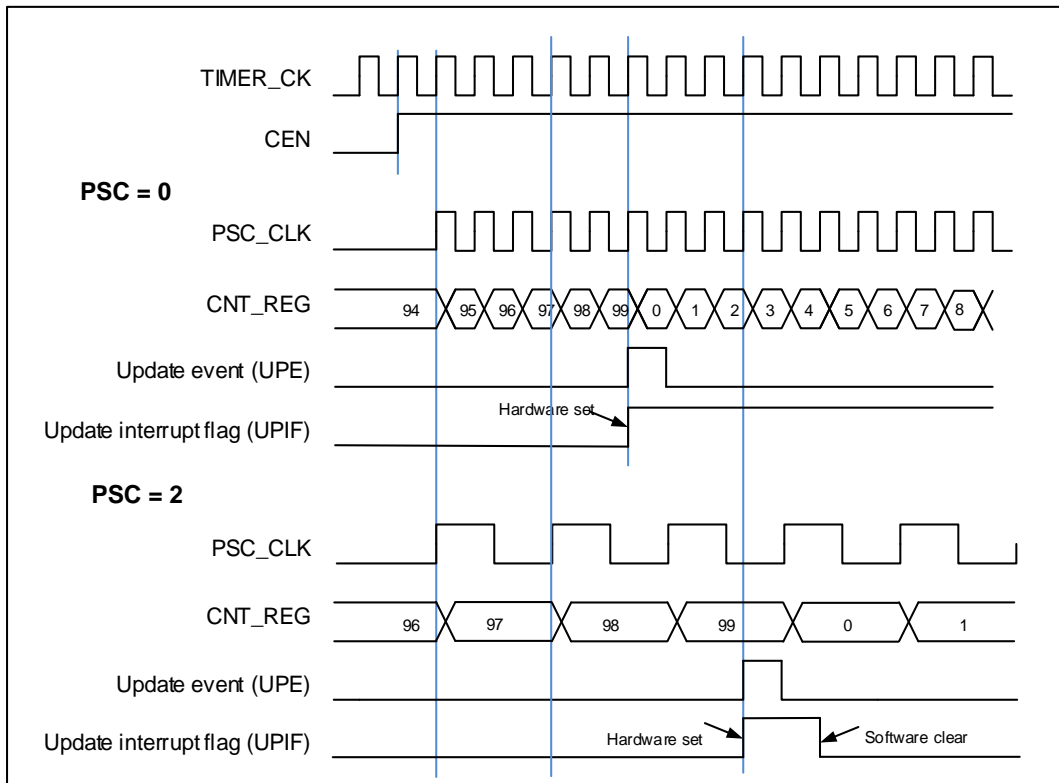 TIMER_CK
CEN
PSC = 0
PSC_CLK
CNT_REG 94 95 96 97 98 99 0 1 2 3 4 5 6 7 8
Update event (UPE)
Hardware set
Update interrupt flag (UPIF)
PSC = 2
PSC_CLK
CNT_REG 96 97 98 99 0 1
Update event (UPE)
Update interrupt flag (UPIF) Hardware set Software clear